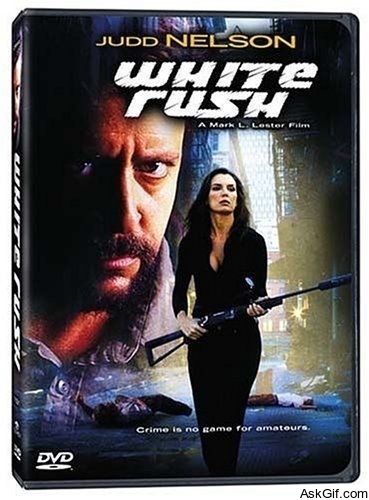 JUDD NELSON
WHITE
RUSH
A Mark L. Lester Film
WHITE RUSH
Crime is no game for amateurs.
DVD
AskGif.com